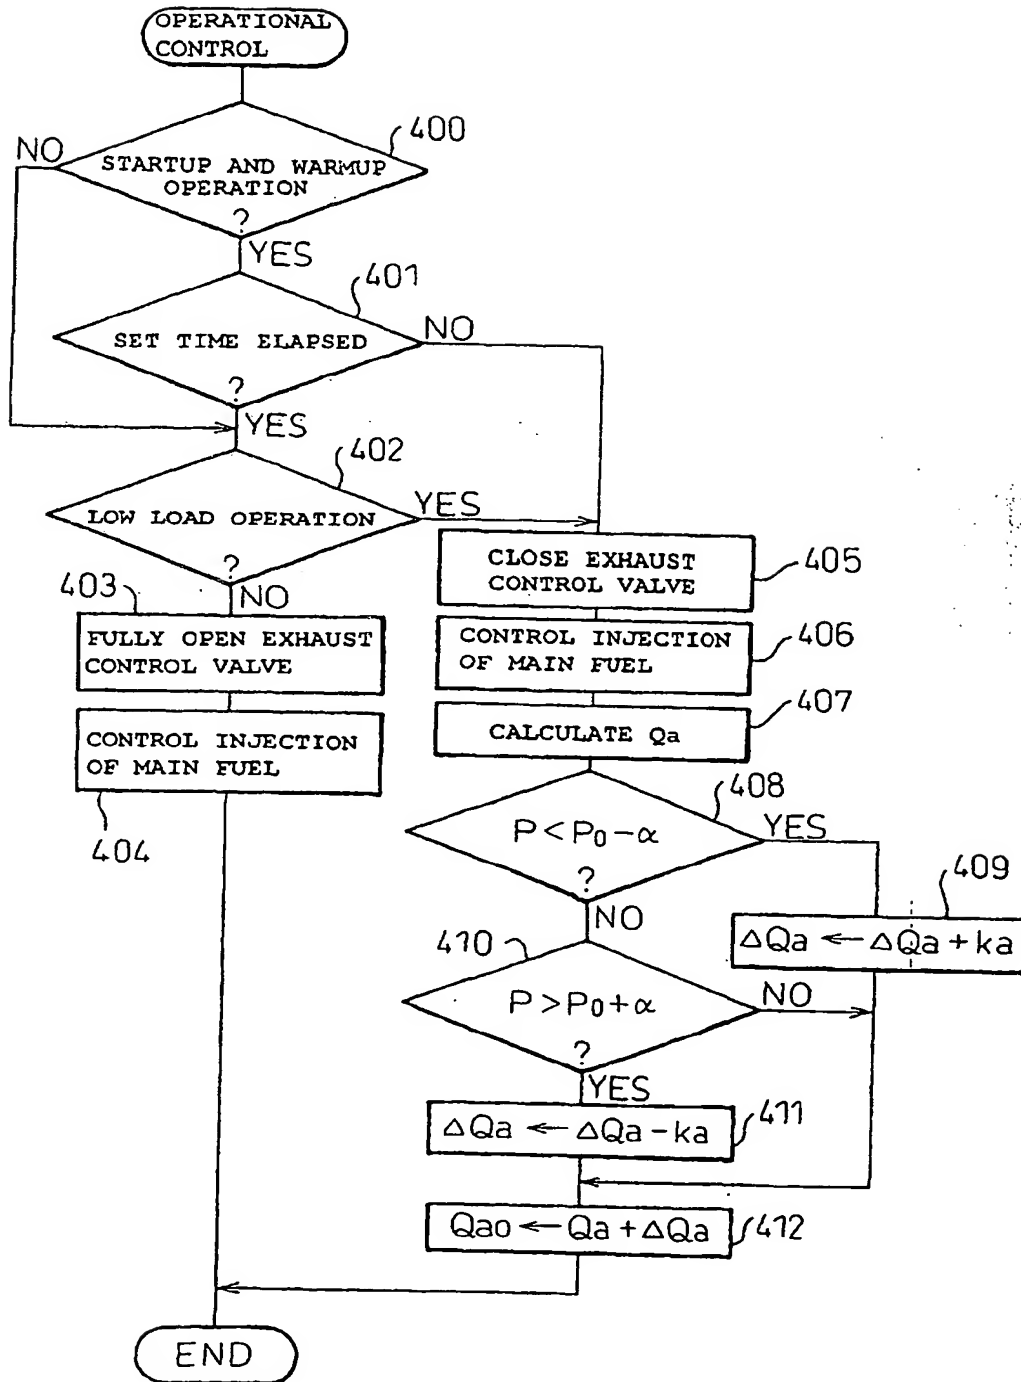 OPERATIONAL
CONTROL
400
NO
STARTUP AND WARMUP
OPERATION
?
YES
401
NO
SET TIME ELAPSED
?
YES
402
YES
LOW LOAD OPERATION
?
NO
403
FULLY OPEN EXHAUST
CONTROL VALVE
CONTROL INJECTION
OF MAIN FUEL
404
CLOSE EXHAUST
CONTROL VALVE
405
CONTROL INJECTION
OF MAIN FUEL
406
CALCULATE Qa
407
408
P < P0 − α
YES
?
NO
409
ΔQa ← ΔQa + ka
410
P > P0 + α
NO
?
YES
ΔQa ← ΔQa − ka
411
Qao ← Qa + ΔQa
412
END